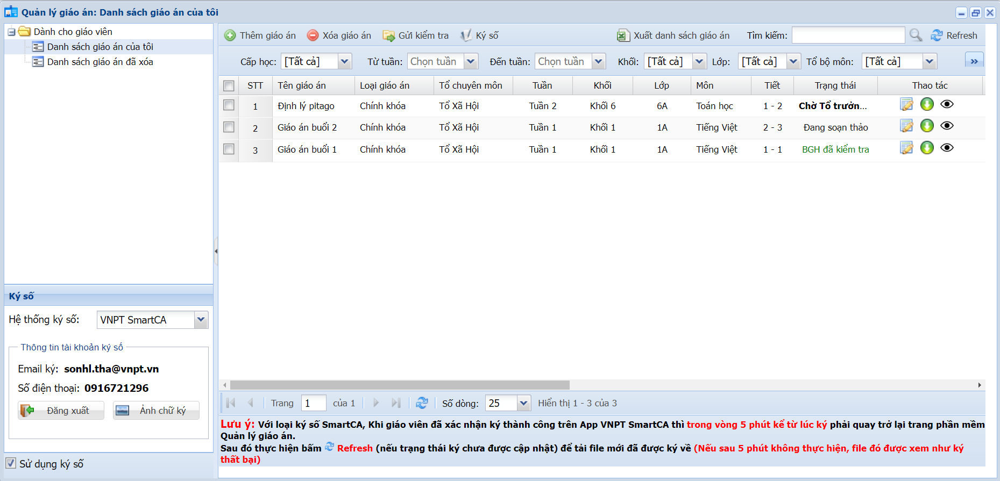 Quản lý giáo án: Danh sách giáo án của tôi
Dành cho giáo viên
Danh sách giáo án của tôi
Danh sách giáo án đã xóa
Ký số
Hệ thống ký số: VNPT SmartCA
Thông tin tài khoản ký số
Email ký: sonhl.tha@vnpt.vn
Số điện thoại: 0916721296
Đăng xuất Ảnh chữ ký
Sử dụng ký số
Thêm giáo án Xóa giáo án Gửi kiểm tra Ký số Xuất danh sách giáo án Tìm kiếm: Refresh
Cấp học: [Tất cả] Từ tuần: Chọn tuần Đến tuần: Chọn tuần Khối: [Tất cả] Lớp: [Tất cả] Tổ bộ môn: [Tất cả] »
STT Tên giáo án Loại giáo án Tổ chuyên môn Tuần Khối Lớp Môn Tiết Trạng thái Thao tác
1 Định lý pitago Chính khóa Tổ Xã Hội Tuần 2 Khối 6 6A Toán học 1 - 2 Chờ Tổ trưởn...
2 Giáo án buổi 2 Chính khóa Tổ Xã Hội Tuần 1 Khối 1 1A Tiếng Việt 2 - 3 Đang soạn thảo
3 Giáo án buổi 1 Chính khóa Tổ Xã Hội Tuần 1 Khối 1 1A Tiếng Việt 1 - 1 BGH đã kiểm tra
Trang 1 của 1 Số dòng: 25 Hiển thị 1 - 3 của 3
Lưu ý: Với loại ký số SmartCA, Khi giáo viên đã xác nhận ký thành công trên App VNPT SmartCA thì trong vòng 5 phút kể từ lúc ký phải quay trở lại trang phần mềm
Quản lý giáo án.
Sau đó thực hiện bấm Refresh (nếu trạng thái ký chưa được cập nhật) để tải file mới đã được ký về (Nếu sau 5 phút không thực hiện, file đó được xem như ký
thất bại)